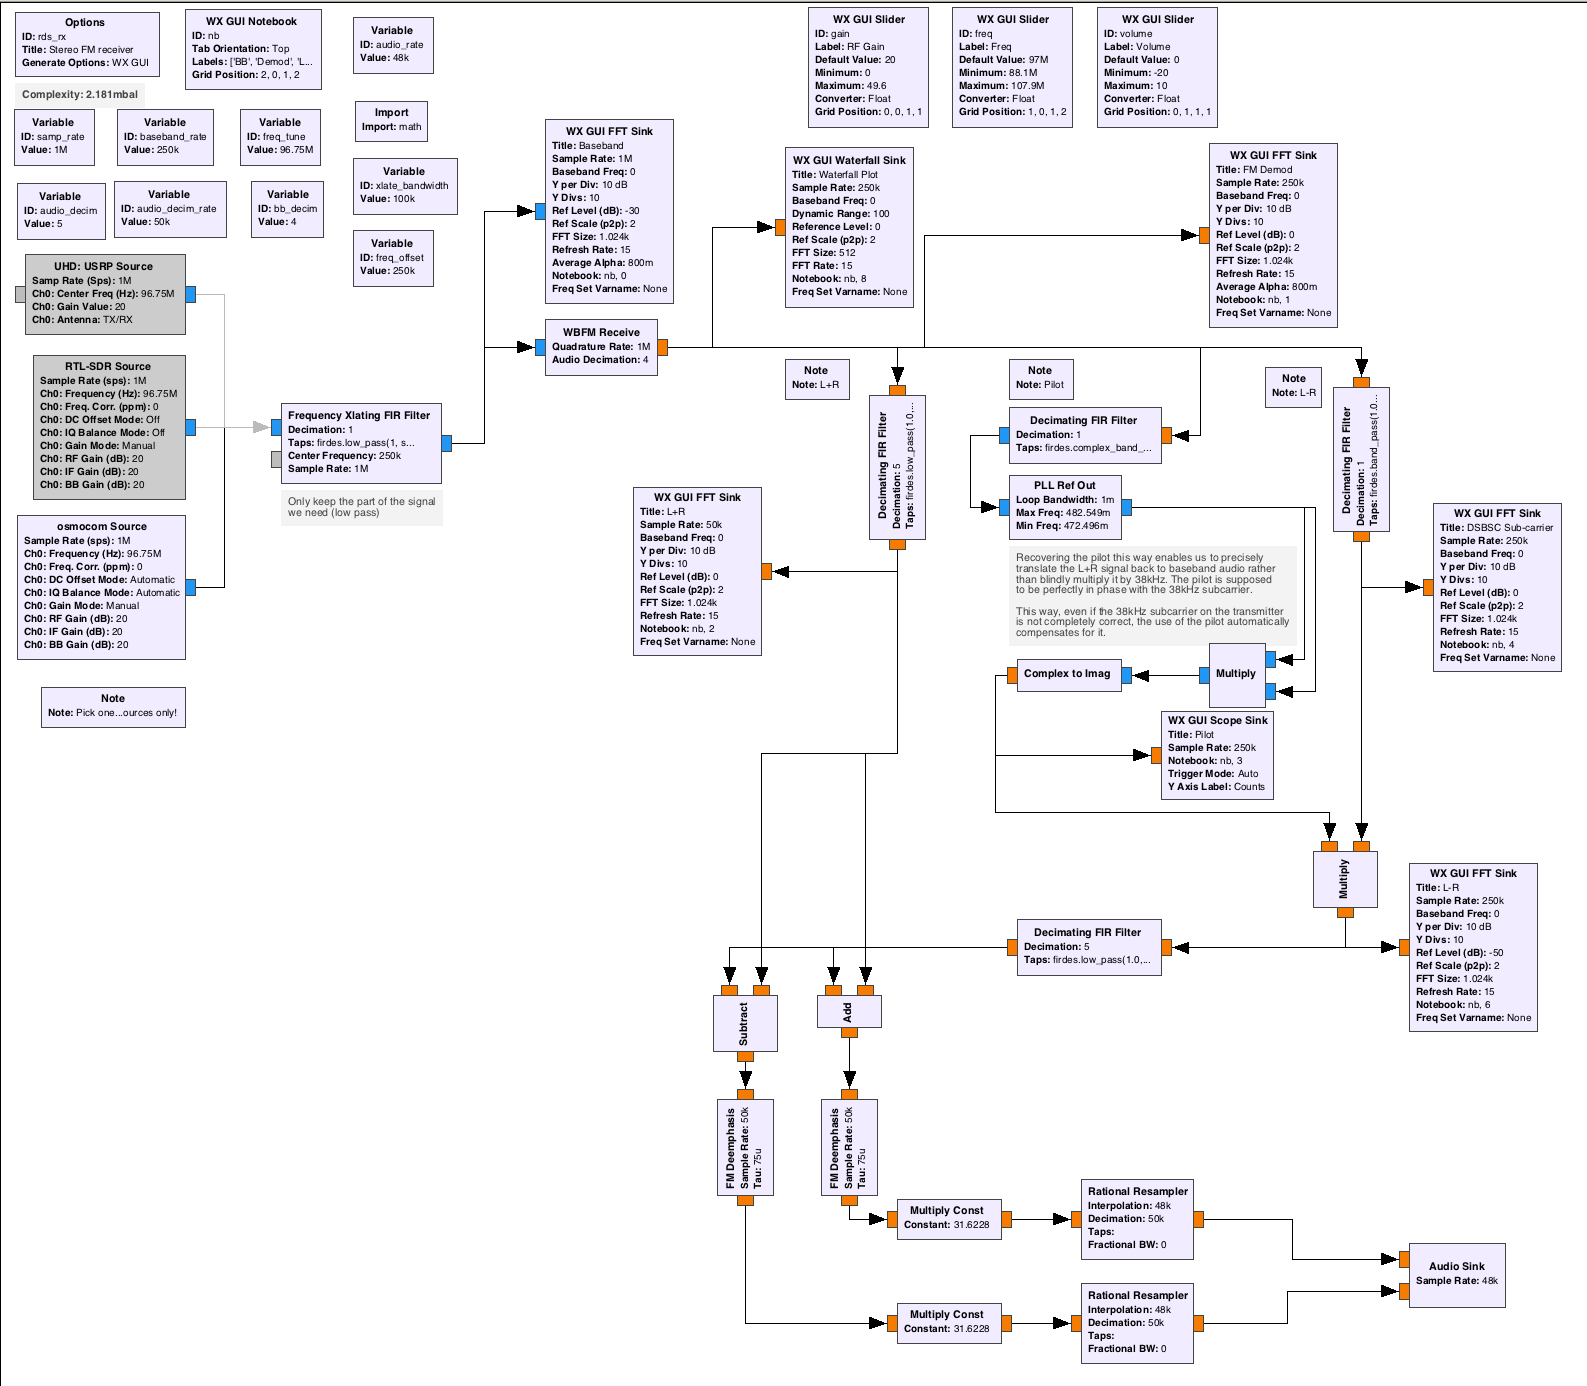 Options
ID: rds_rx
Title: Stereo FM receiver
Generate Options: WX GUI
WX GUI Notebook
ID: nb
Tab Orientation: Top
Labels: ['BB', 'Demod', 'L...
Grid Position: 2, 0, 1, 2
Variable
ID: audio_rate
Value: 48k
WX GUI Slider
ID: gain
Label: RF Gain
Default Value: 20
Minimum: 0
Maximum: 49.6
Converter: Float
Grid Position: 0, 0, 1, 1
WX GUI Slider
ID: freq
Label: Freq
Default Value: 97M
Minimum: 88.1M
Maximum: 107.9M
Converter: Float
Grid Position: 1, 0, 1, 2
WX GUI Slider
ID: volume
Label: Volume
Default Value: 0
Minimum: -20
Maximum: 10
Converter: Float
Grid Position: 0, 1, 1, 1
Complexity: 2.181mbal
Variable
ID: samp_rate
Value: 1M
Variable
ID: baseband_rate
Value: 250k
Variable
ID: freq_tune
Value: 96.75M
Import
Import: math
Variable
ID: xlate_bandwidth
Value: 100k
Variable
ID: audio_decim
Value: 5
Variable
ID: audio_decim_rate
Value: 50k
Variable
ID: bb_decim
Value: 4
Variable
ID: freq_offset
Value: 250k
WX GUI FFT Sink
Title: Baseband
Sample Rate: 1M
Baseband Freq: 0
Y per Div: 10 dB
Y Divs: 10
Ref Level (dB): -30
Ref Scale (p2p): 2
FFT Size: 1.024k
Refresh Rate: 15
Average Alpha: 800m
Notebook: nb, 0
Freq Set Varname: None
WX GUI Waterfall Sink
Title: Waterfall Plot
Sample Rate: 250k
Baseband Freq: 0
Dynamic Range: 100
Reference Level: 0
Ref Scale (p2p): 2
FFT Size: 512
FFT Rate: 15
Notebook: nb, 8
Freq Set Varname: None
WX GUI FFT Sink
Title: FM Demod
Sample Rate: 250k
Baseband Freq: 0
Y per Div: 10 dB
Y Divs: 10
Ref Level (dB): 0
Ref Scale (p2p): 2
FFT Size: 1.024k
Refresh Rate: 15
Average Alpha: 800m
Notebook: nb, 1
Freq Set Varname: None
UHD: USRP Source
Samp Rate (Sps): 1M
Ch0: Center Freq (Hz): 96.75M
Ch0: Gain Value: 20
Ch0: Antenna: TX/RX
WBFM Receive
Quadrature Rate: 1M
Audio Decimation: 4
RTL-SDR Source
Sample Rate (sps): 1M
Ch0: Frequency (Hz): 96.75M
Ch0: Freq. Corr. (ppm): 0
Ch0: DC Offset Mode: Off
Ch0: IQ Balance Mode: Off
Ch0: Gain Mode: Manual
Ch0: RF Gain (dB): 20
Ch0: IF Gain (dB): 20
Ch0: BB Gain (dB): 20
Frequency Xlating FIR Filter
Decimation: 1
Taps: firdes.low_pass(1, s...
Center Frequency: 250k
Sample Rate: 1M
Only keep the part of the signal
we need (low pass)
Note
Note: L+R
Decimating FIR Filter
Decimation: 5
Taps: firdes.low_pass(1.0,...
Note
Note: Pilot
Decimating FIR Filter
Decimation: 1
Taps: firdes.complex_band_...
Note
Note: L-R
Decimating FIR Filter
Decimation: 1
Taps: firdes.band_pass(1.0...
PLL Ref Out
Loop Bandwidth: 1m
Max Freq: 482.549m
Min Freq: 472.496m
WX GUI FFT Sink
Title: L+R
Sample Rate: 50k
Baseband Freq: 0
Y per Div: 10 dB
Y Divs: 10
Ref Level (dB): 0
Ref Scale (p2p): 2
FFT Size: 1.024k
Refresh Rate: 15
Notebook: nb, 2
Freq Set Varname: None
WX GUI FFT Sink
Title: DSBSC Sub-carrier
Sample Rate: 250k
Baseband Freq: 0
Y per Div: 10 dB
Y Divs: 10
Ref Level (dB): 0
Ref Scale (p2p): 2
FFT Size: 1.024k
Refresh Rate: 15
Notebook: nb, 4
Freq Set Varname: None
osmocom Source
Sample Rate (sps): 1M
Ch0: Frequency (Hz): 96.75M
Ch0: Freq. Corr. (ppm): 0
Ch0: DC Offset Mode: Automatic
Ch0: IQ Balance Mode: Automatic
Ch0: Gain Mode: Manual
Ch0: RF Gain (dB): 20
Ch0: IF Gain (dB): 20
Ch0: BB Gain (dB): 20
Recovering the pilot this way enables us to precisely
translate the L+R signal back to baseband audio rather
than blindly multiply it by 38kHz. The pilot is supposed
to be perfectly in phase with the 38kHz subcarrier.
This way, even if the 38kHz subcarrier on the transmitter
is not completely correct, the use of the pilot automatically
compensates for it.
Complex to Imag
Multiply
Note
Note: Pick one...ources only!
WX GUI Scope Sink
Title: Pilot
Sample Rate: 250k
Notebook: nb, 3
Trigger Mode: Auto
Y Axis Label: Counts
Multiply
WX GUI FFT Sink
Title: L-R
Sample Rate: 250k
Baseband Freq: 0
Y per Div: 10 dB
Y Divs: 10
Ref Level (dB): -50
Ref Scale (p2p): 2
FFT Size: 1.024k
Refresh Rate: 15
Notebook: nb, 6
Freq Set Varname: None
Decimating FIR Filter
Decimation: 5
Taps: firdes.low_pass(1.0,...
Subtract
Add
FM Deemphasis
Sample Rate: 50k
Tau: 75u
FM Deemphasis
Sample Rate: 50k
Tau: 75u
Multiply Const
Constant: 31.6228
Rational Resampler
Interpolation: 48k
Decimation: 50k
Taps:
Fractional BW: 0
Audio Sink
Sample Rate: 48k
Multiply Const
Constant: 31.6228
Rational Resampler
Interpolation: 48k
Decimation: 50k
Taps:
Fractional BW: 0